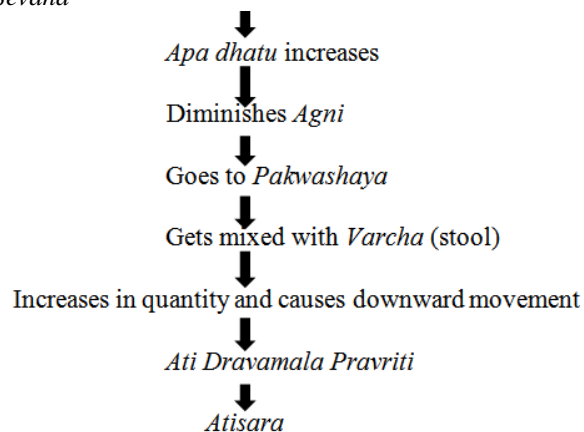 Apa dhatu increases
Diminishes Agni
Goes to Pakwashaya
Gets mixed with Varcha (stool)
Increases in quantity and causes downward movement
Ati Dravamala Pravriti
Atisara